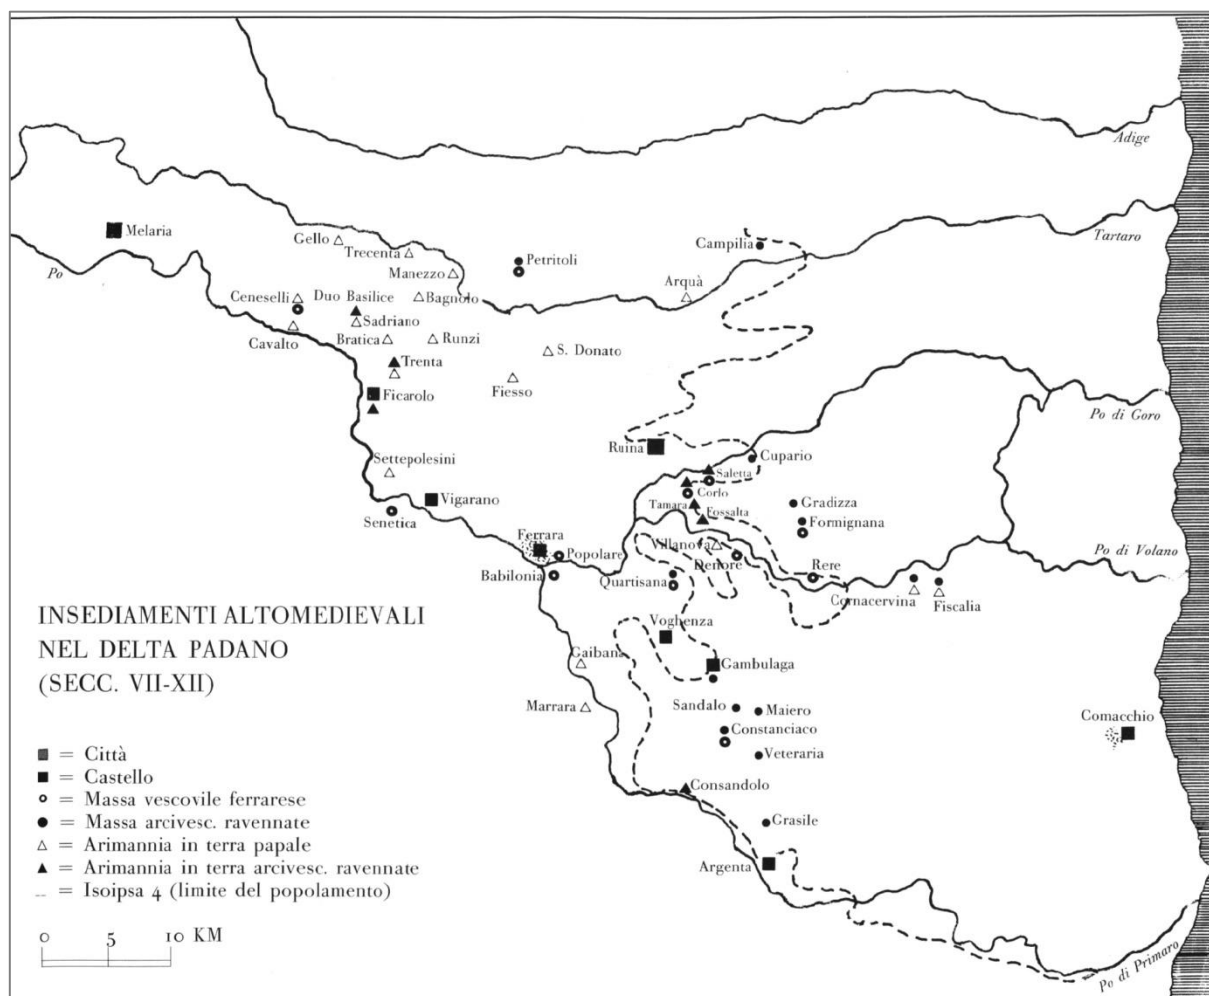 Adige
Melaria
Gello
Trecenta
Campilia
Tartaro
Po
Manezzo
Petritoli
Arquà
Ceneselli
Duo Basilice
Bagnolo
Sadriano
Cavalto
Bratica
Runzi
S. Donato
Trenta
Fiesso
Ficarolo
Po di Goro
Ruina
Cupario
Settepolesini
Saletta
Corlo
Tamara
Fossalta
Gradizza
Vigarano
Senetica
Formignana
Ferrara
Villanova
Popolare
Denore
Rere
Po di Volano
Babilonia
Quartisana
Cornacervina
Fiscalia
INSEDIAMENTI ALTOMEDIEVALI
NEL DELTA PADANO
(SECC. VII-XII)
Voghenza
Gaibana
Gambulaga
Marrara
Sandalo
Maiero
Constanciaco
Comacchio
Veteraria
= Città
= Castello
= Massa vescovile ferrarese
= Massa arcivesc. ravennate
= Arimannia in terra papale
= Arimannia in terra arcivesc. ravennate
= Isoipsa 4 (limite del popolamento)
Consandolo
Grasile
Argenta
0 5 10 KM
Po di Primaro